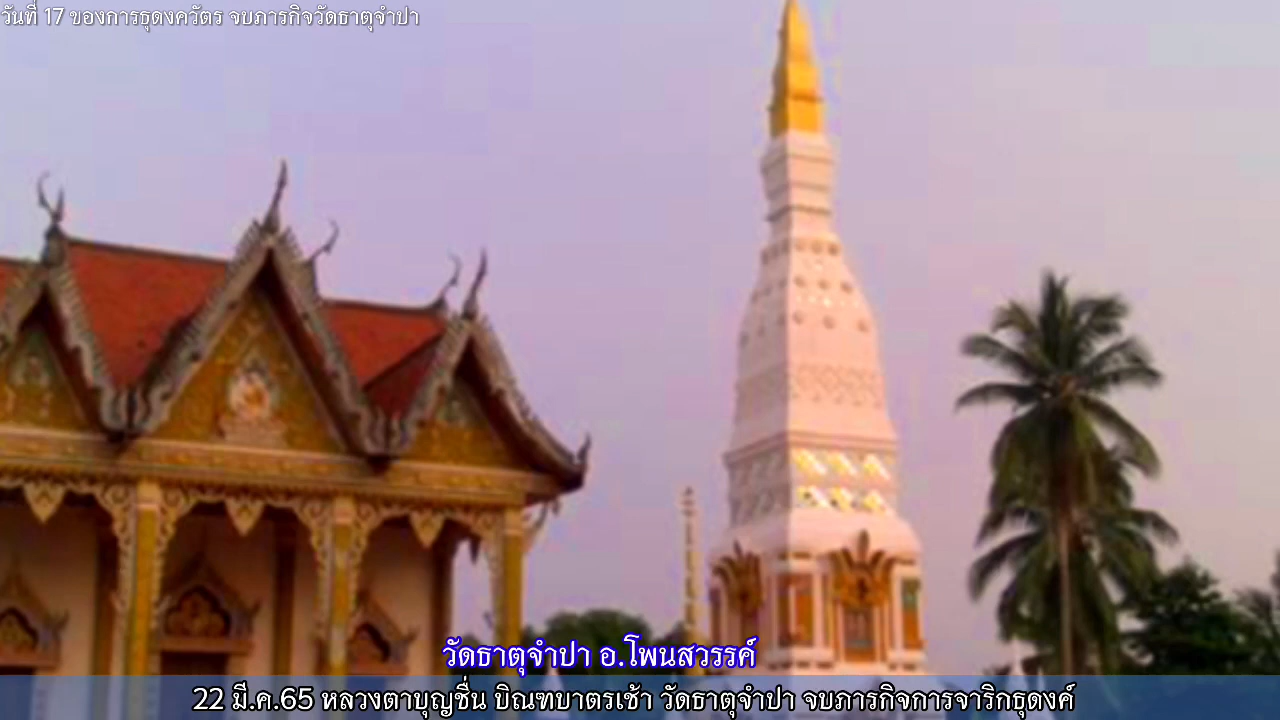 วันที่ 17 ของการธุดงควัตร จบภารกิจวัดธาตุจำปา
วัดธาตุจำปา อ.โพนสวรรค์
22 มี.ค.65 หลวงตาบุญชื่น บิณฑบาตรเช้า วัดธาตุจำปา จบภารกิจการจาริกธุดงค์